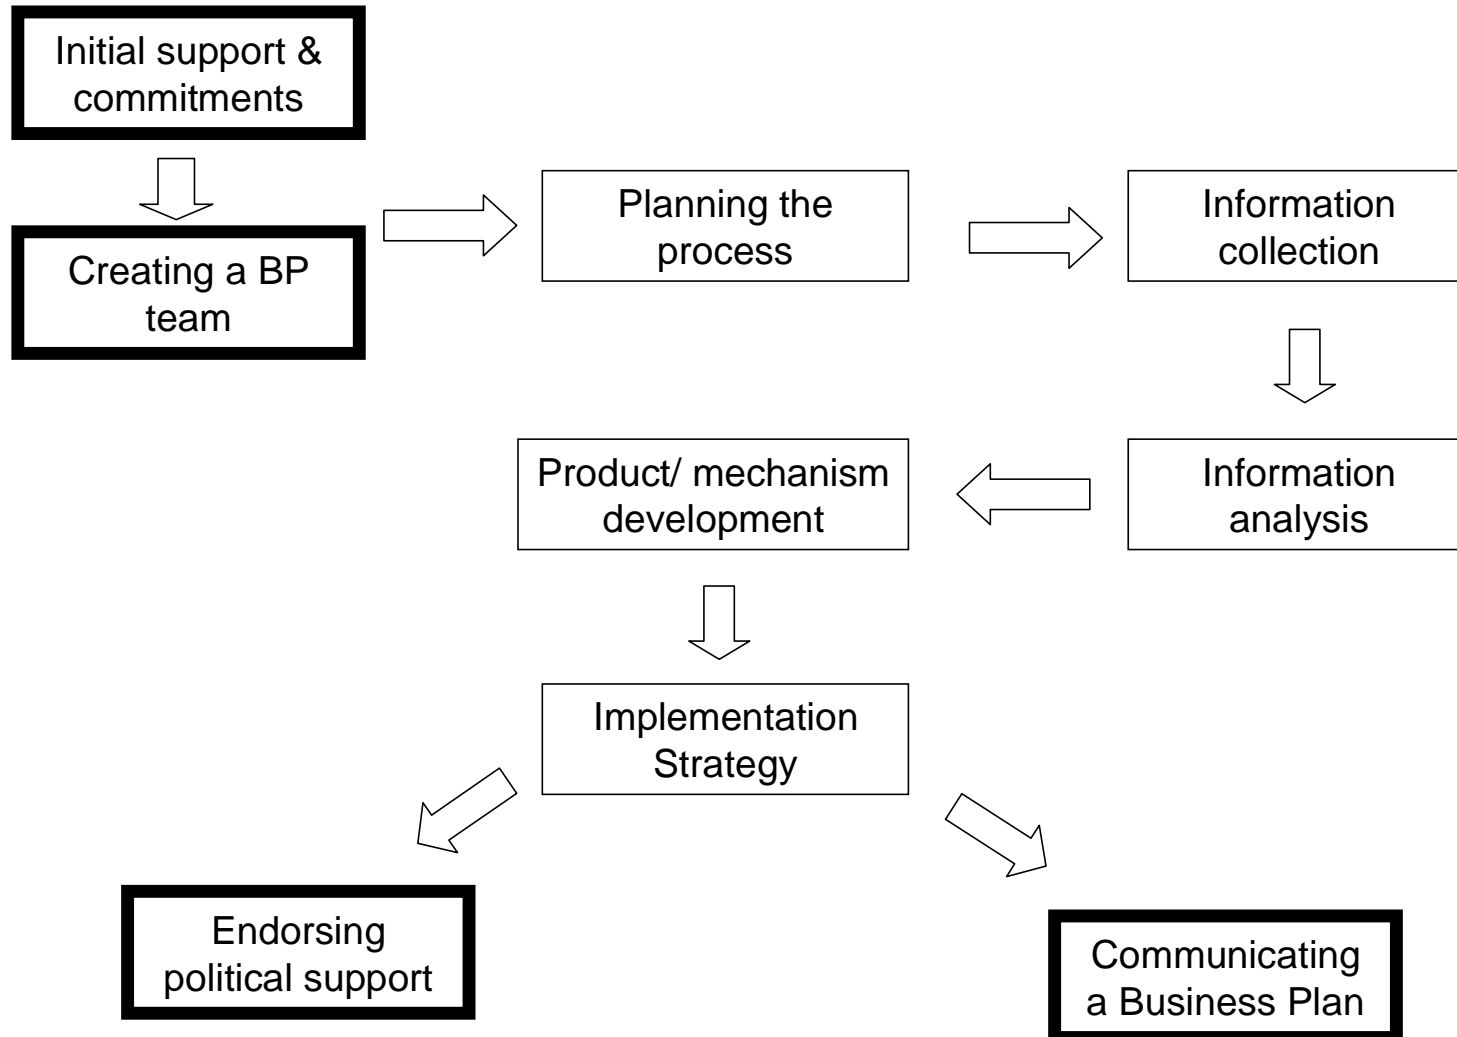 Initial support &
commitments
Creating a BP
team
Planning the
process
Information
collection
Information
analysis
Product/ mechanism
development
Implementation
Strategy
Endorsing
political support
Communicating
a Business Plan